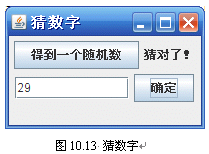 猜数字
得到一个随机数 猜对了!
29 确定
图 10.13 猜数字